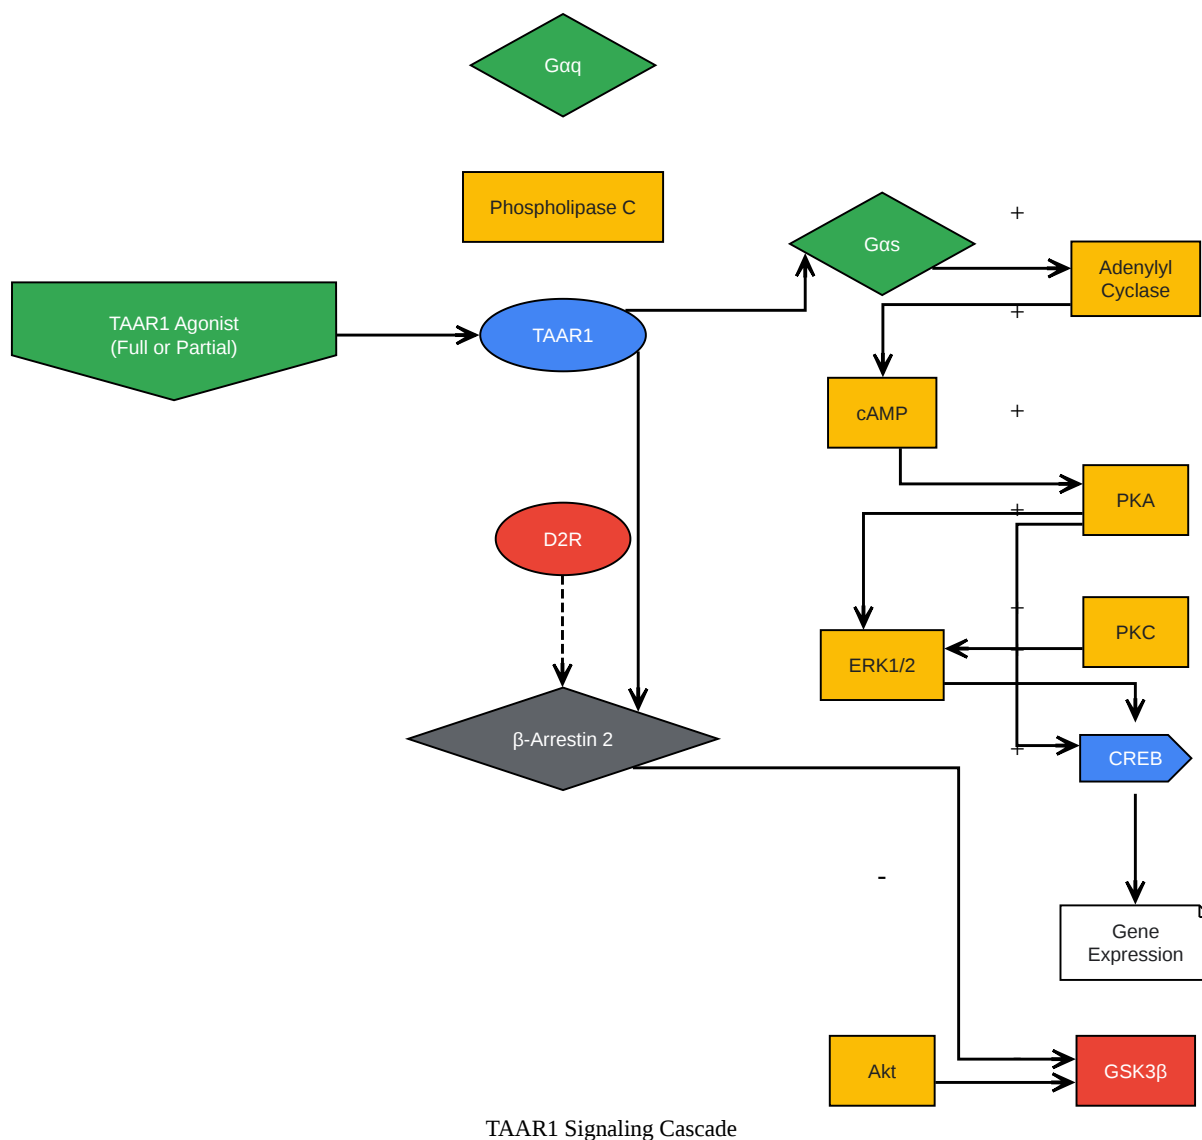 Gαq
Phospholipase C
Gαs
+
Adenylyl
Cyclase
TAAR1 Agonist
(Full or Partial)
TAAR1
+
cAMP
+
PKA
+
D2R
+
PKC
+
ERK1/2
β-Arrestin 2
+
CREB
-
Gene
Expression
Akt
-
GSK3β
TAAR1 Signaling Cascade